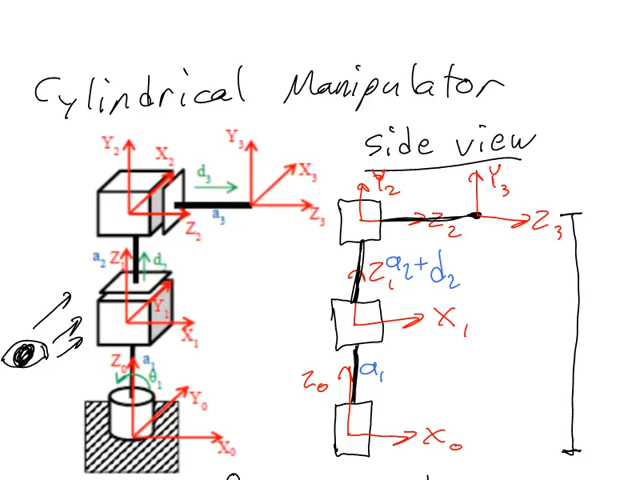 Cylindrical Manipulator
side view
Y₂
X₂
Y₃
X₃
d₃
a₃
Z₃
Z₂
a₂
Z₁
d₂
Y₁
X₁
Z₀
a₁
θ₁
Y₀
X₀
Y₂
Y₃
Z₂
Z₃
Z₁
a₂+d₂
X₁
Z₀
a₁
X₀